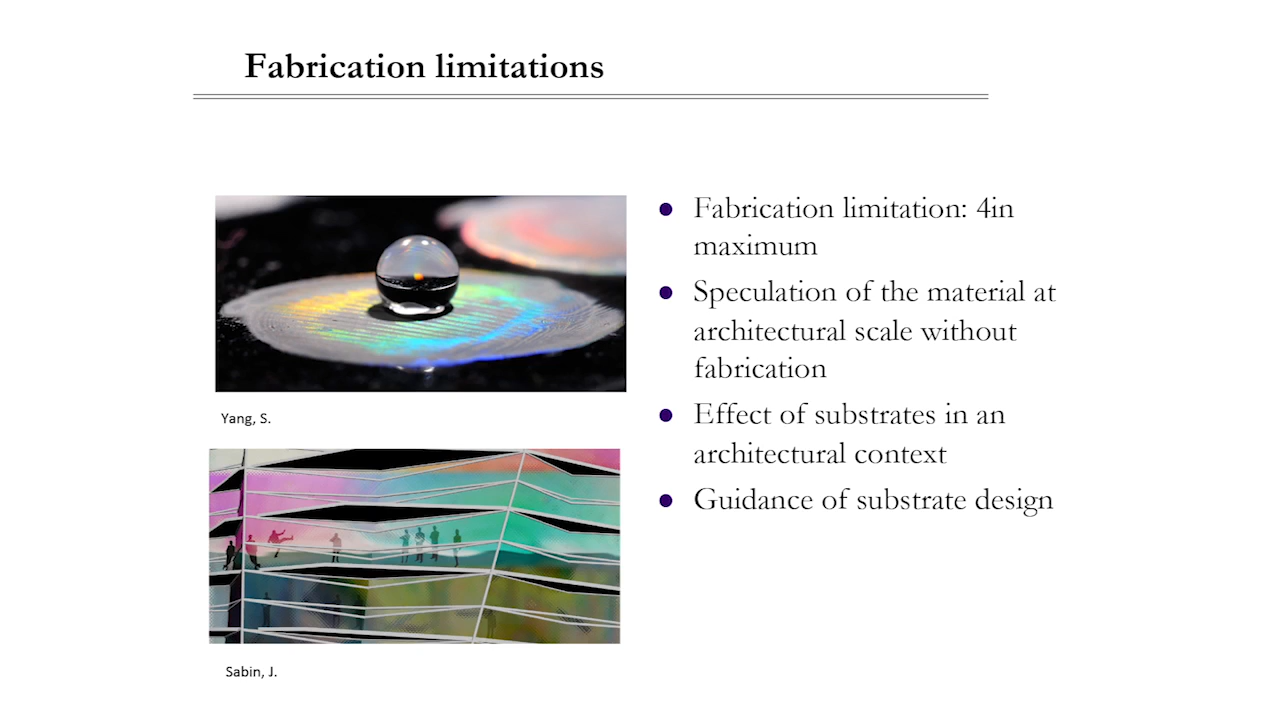 Fabrication limitations
Yang, S.
Sabin, J.
● Fabrication limitation: 4in
maximum
● Speculation of the material at
architectural scale without
fabrication
● Effect of substrates in an
architectural context
● Guidance of substrate design